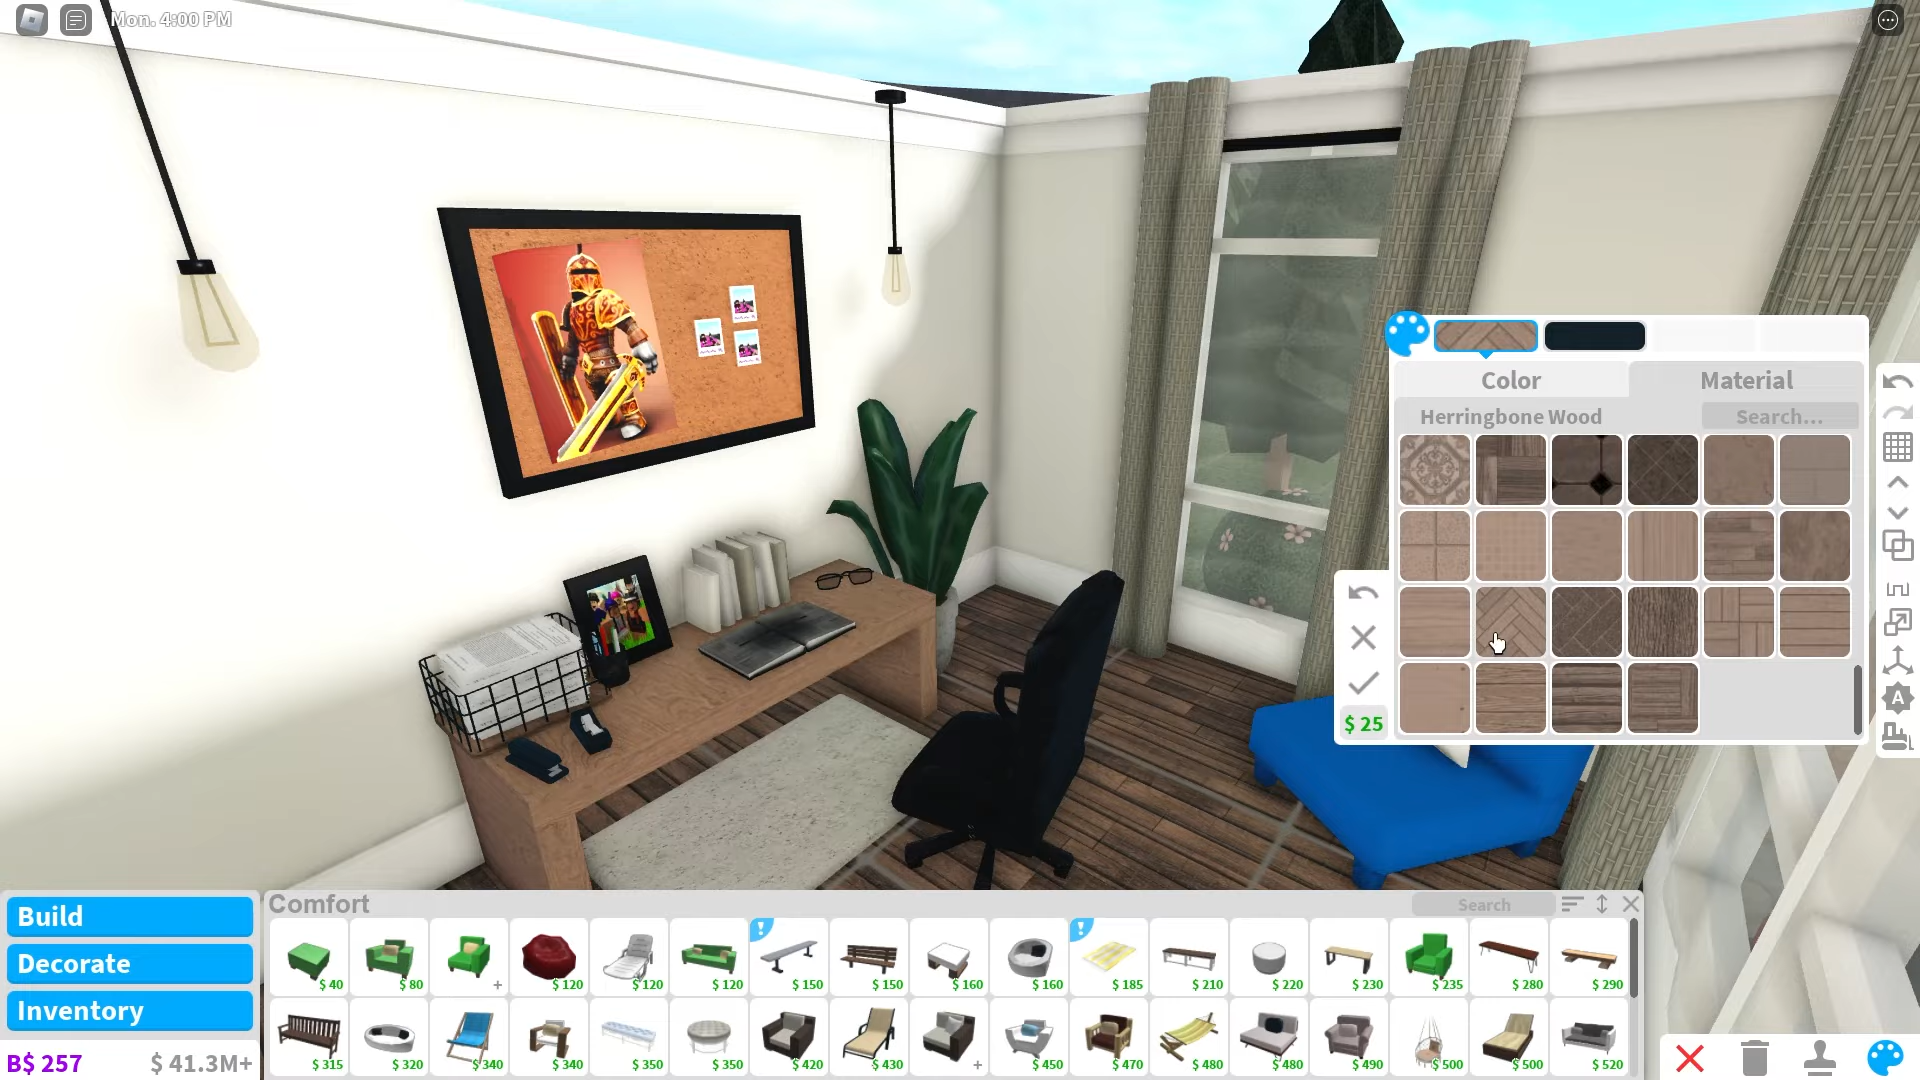 Mon. 4:00 PM
Color
Material
Herringbone Wood
Search...
$ 25
A
Build
Decorate
Inventory
B$ 257
$ 41.3M+
Comfort
Search
! !
$ 40 $ 80 + $ 120 $ 120 $ 120 $ 150 $ 150 $ 160 $ 160 $ 185 $ 210 $ 220 $ 230 $ 235 $ 280 $ 290
$ 315 $ 320 $ 340 $ 340 $ 350 $ 350 $ 420 $ 430 + $ 450 $ 470 $ 480 $ 480 $ 490 $ 500 $ 500 $ 520